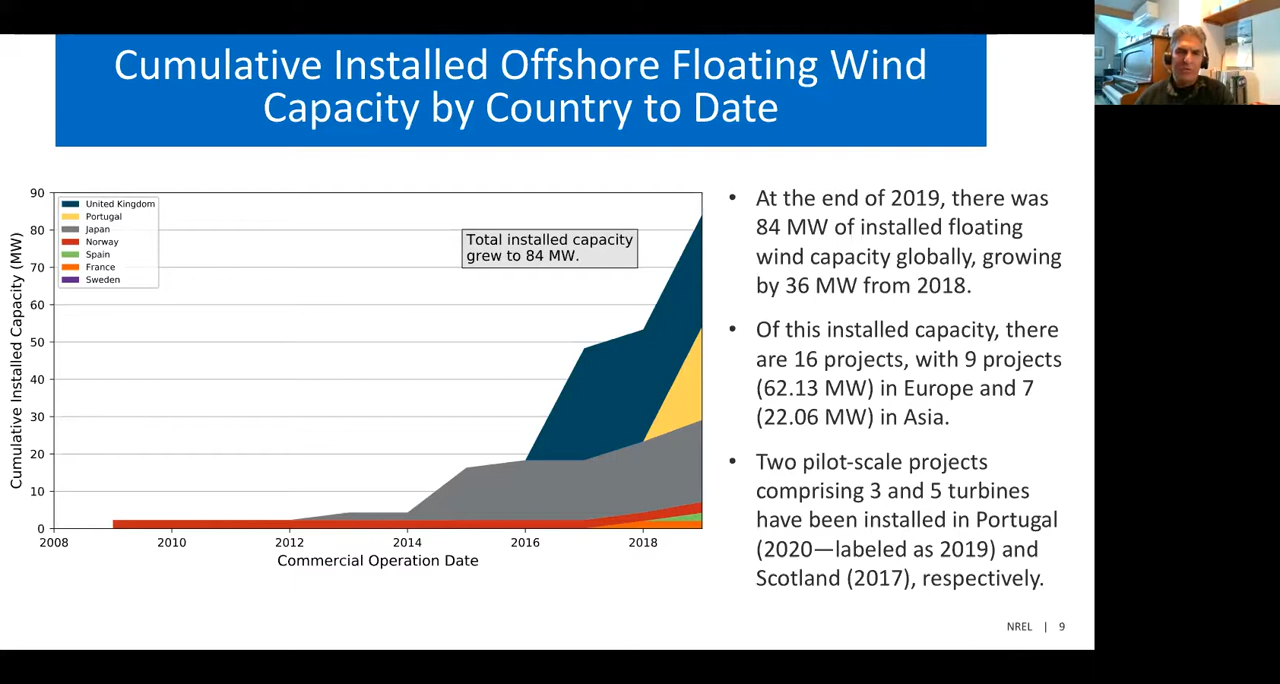 Cumulative Installed Offshore Floating Wind
Capacity by Country to Date
90
80
70
60
50
40
30
20
10
0
Cumulative Installed Capacity (MW)
United Kingdom
Portugal
Japan
Norway
Spain
France
Sweden
Total installed capacity
grew to 84 MW.
2008
2010
2012
2014
2016
2018
Commercial Operation Date
• At the end of 2019, there was
84 MW of installed floating
wind capacity globally, growing
by 36 MW from 2018.
• Of this installed capacity, there
are 16 projects, with 9 projects
(62.13 MW) in Europe and 7
(22.06 MW) in Asia.
• Two pilot-scale projects
comprising 3 and 5 turbines
have been installed in Portugal
(2020—labeled as 2019) and
Scotland (2017), respectively.
NREL | 9